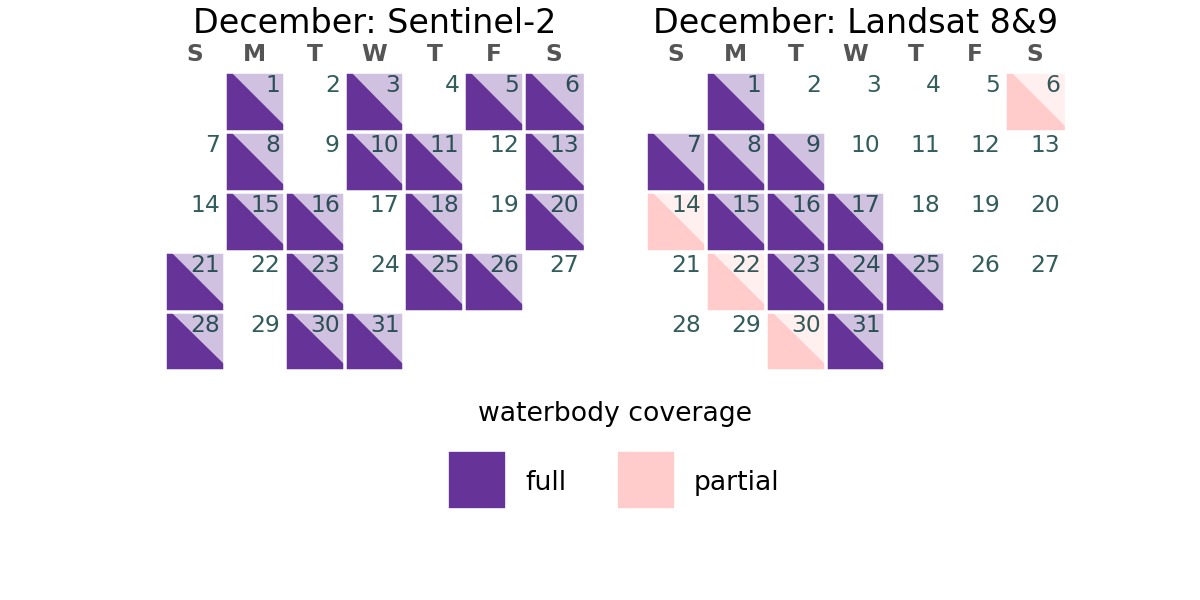 December: Sentinel-2
S M T W T F S
1 2 3 4 5 6
7 8 9 10 11 12 13
14 15 16 17 18 19 20
21 22 23 24 25 26 27
28 29 30 31
December: Landsat 8&9
S M T W T F S
1 2 3 4 5 6
7 8 9 10 11 12 13
14 15 16 17 18 19 20
21 22 23 24 25 26 27
28 29 30 31
waterbody coverage
full partial